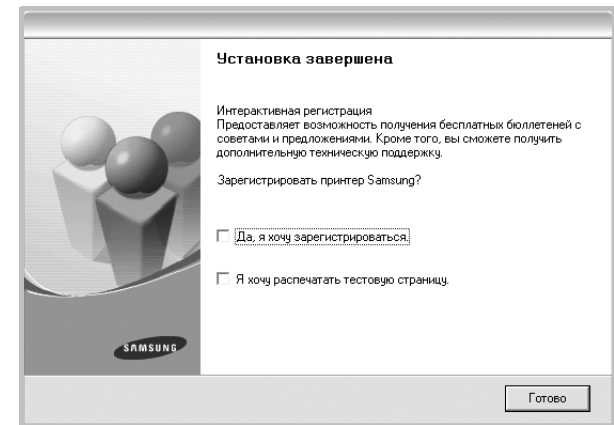 Установка завершена
Интерактивная регистрация
Предоставляет возможность получения бесплатных бюллетеней с
советами и предложениями. Кроме того, вы сможете получить
дополнительную техническую поддержку.
Зарегистрировать принтер Samsung?
Да, я хочу зарегистрироваться.
Я хочу распечатать тестовую страницу.
SAMSUNG
Готово